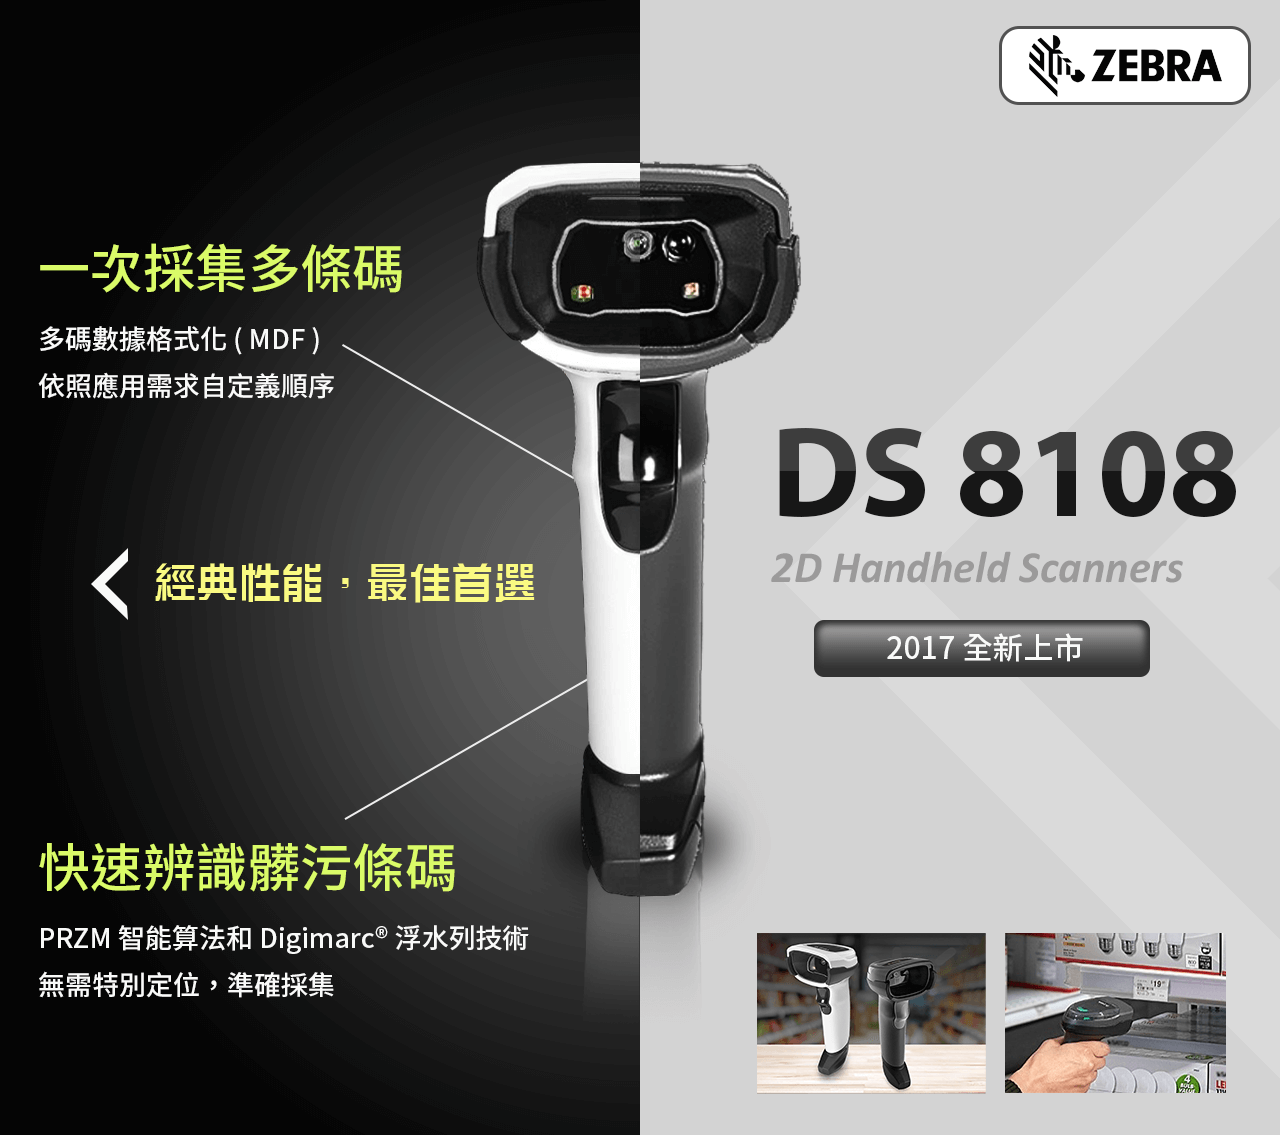 ZEBRA
一次採集多條碼
多碼數據格式化 ( MDF )
依照應用需求自定義順序
經典性能，最佳首選
快速辨識髒污條碼
PRZM 智能算法和 Digimarc® 浮水列技術
無需特別定位，準確採集
DS 8108
2D Handheld Scanners
2017 全新上市